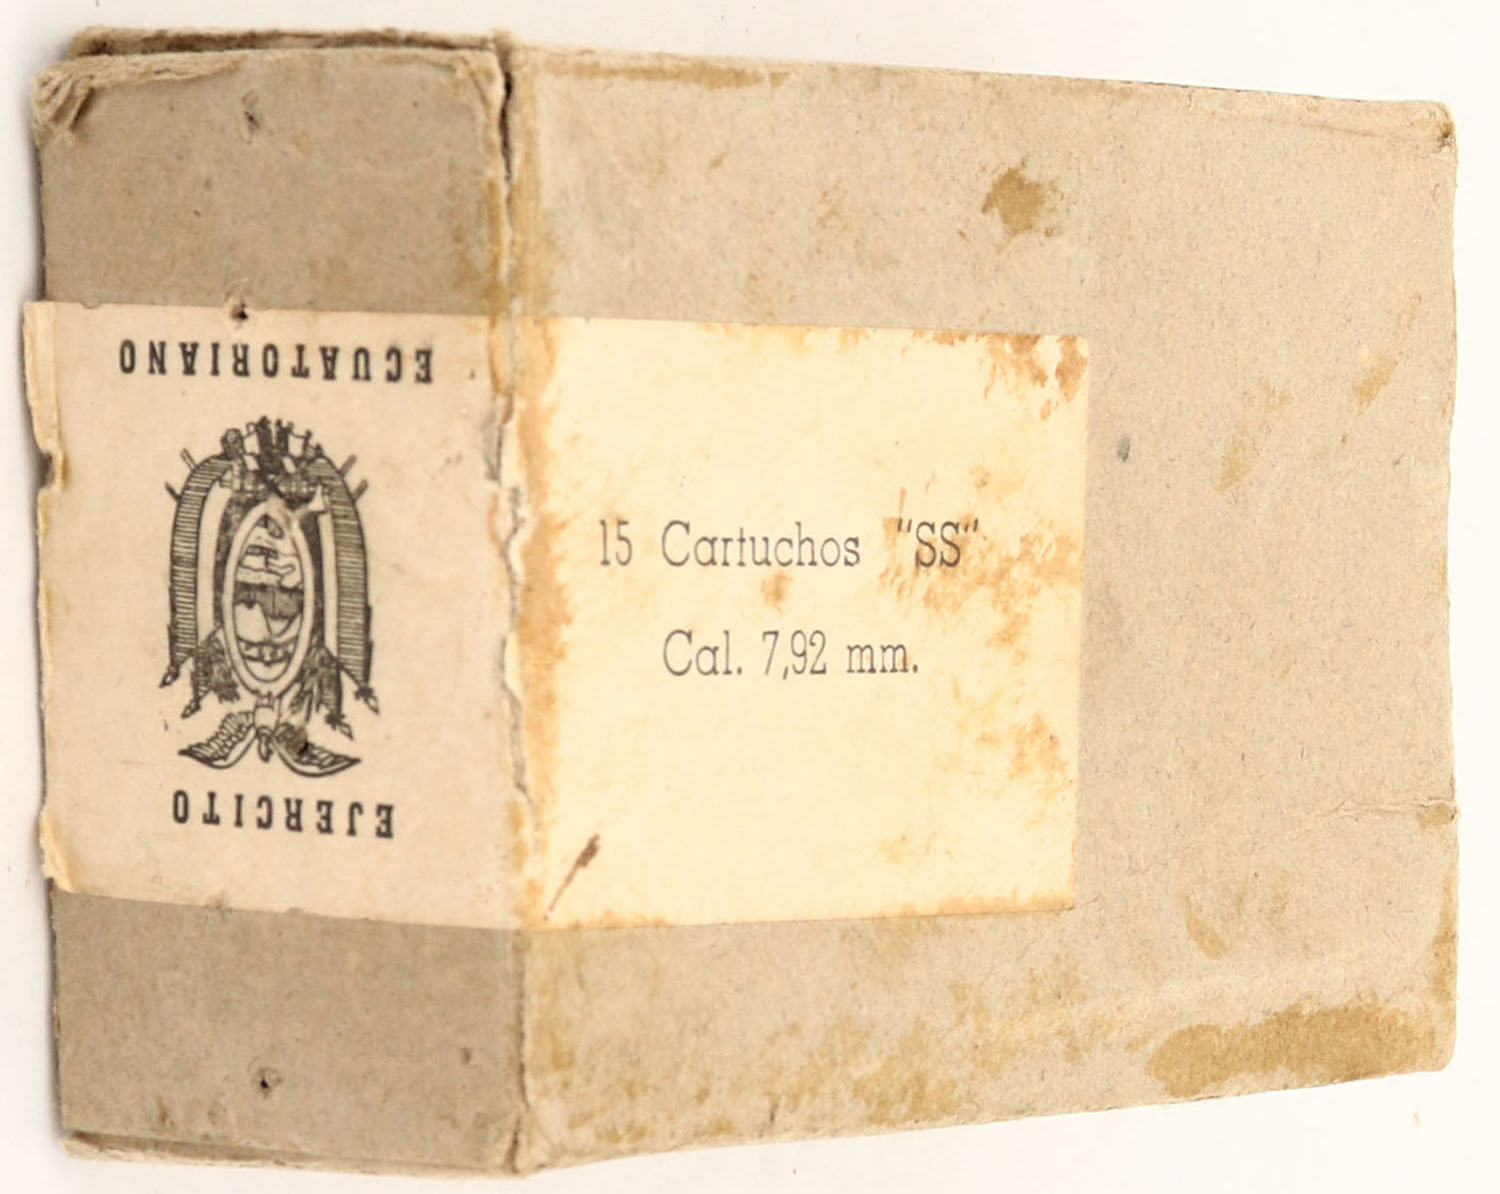 EJERCITO
ECUATORIANO
15 Cartuchos "SS"
Cal. 7,92 mm.